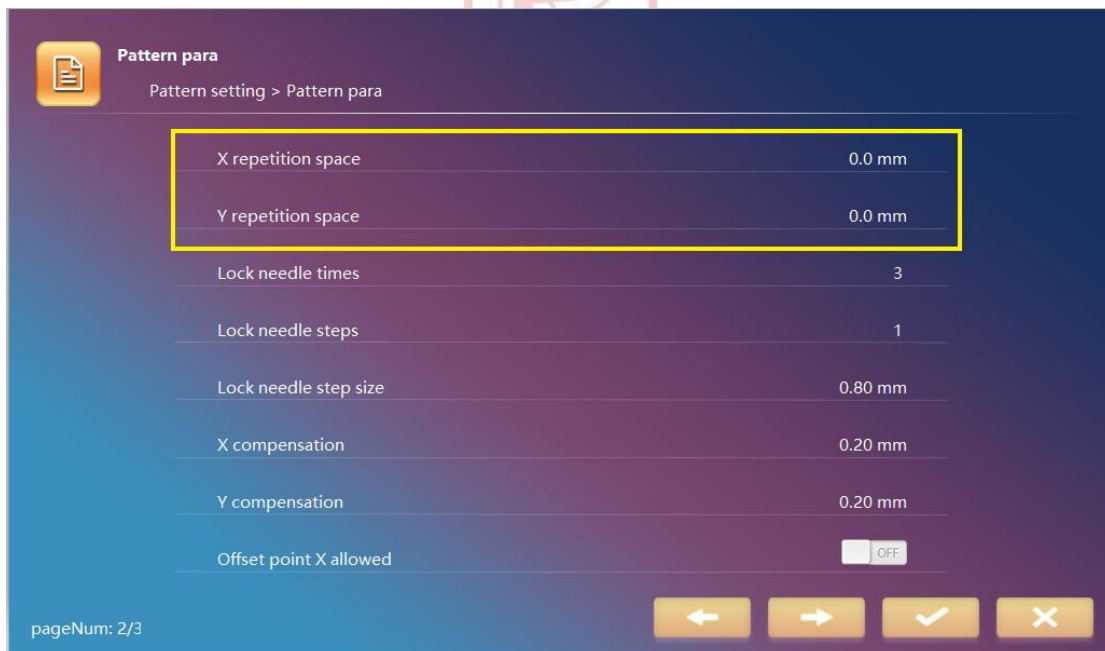 Pattern para
Pattern setting > Pattern para
X repetition space 0.0 mm
Y repetition space 0.0 mm
Lock needle times 3
Lock needle steps 1
Lock needle step size 0.80 mm
X compensation 0.20 mm
Y compensation 0.20 mm
Offset point X allowed OFF
pageNum: 2/3